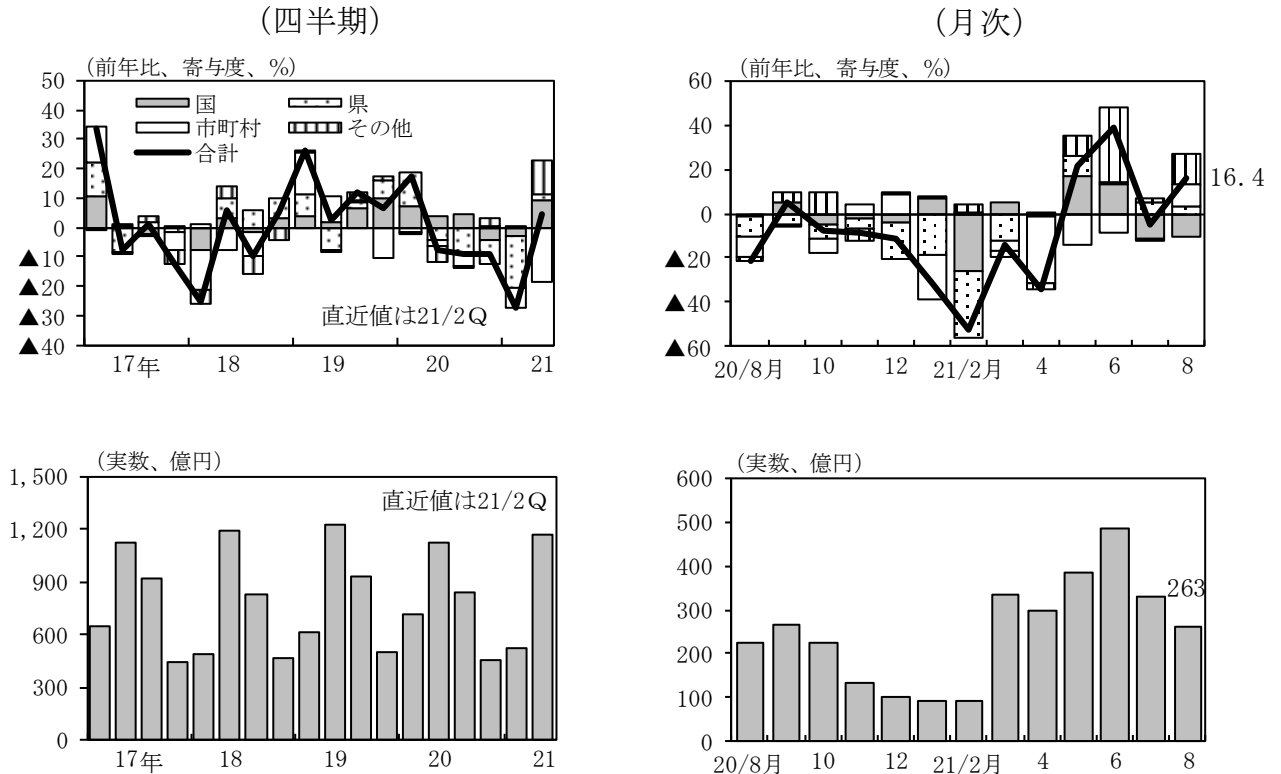 (四半期)
(前年比、寄与度、%)
50
40
30
20
10
0
▲10
▲20
▲30
▲40
国
県
市町村
その他
合計
直近値は21/2Q
17年 18 19 20 21
(月次)
(前年比、寄与度、%)
60
40
20
0
▲20
▲40
▲60
16.4
20/8月 10 12 21/2月 4 6 8
(実数、億円)
1,500
1,200
900
600
300
0
直近値は21/2Q
17年 18 19 20 21
(実数、億円)
600
500
400
300
200
100
0
263
20/8月 10 12 21/2月 4 6 8